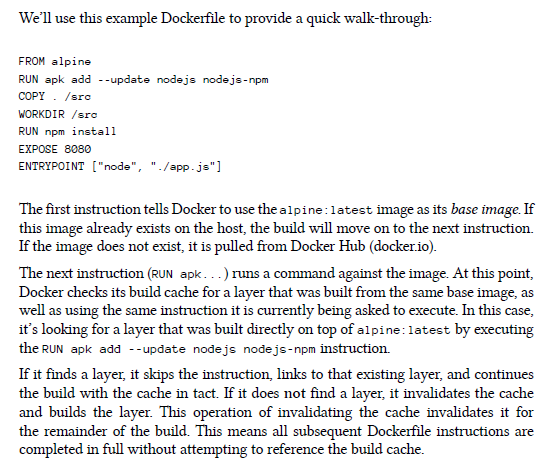 We'll use this example Dockerfile to provide a quick walk-through:
FROM alpine
RUN apk add --update nodejs nodejs-npm
COPY . /src
WORKDIR /src
RUN npm install
EXPOSE 8080
ENTRYPOINT ["node", "./app.js"]
The first instruction tells Docker to use the alpine:latest image as its base image. If
this image already exists on the host, the build will move on to the next instruction.
If the image does not exist, it is pulled from Docker Hub (docker.io).
The next instruction (RUN apk...) runs a command against the image. At this point,
Docker checks its build cache for a layer that was built from the same base image, as
well as using the same instruction it is currently being asked to execute. In this case,
it's looking for a layer that was built directly on top of alpine:latest by executing
the RUN apk add --update nodejs nodejs-npm instruction.
If it finds a layer, it skips the instruction, links to that existing layer, and continues
the build with the cache in tact. If it does not find a layer, it invalidates the cache
and builds the layer. This operation of invalidating the cache invalidates it for
the remainder of the build. This means all subsequent Dockerfile instructions are
completed in full without attempting to reference the build cache.